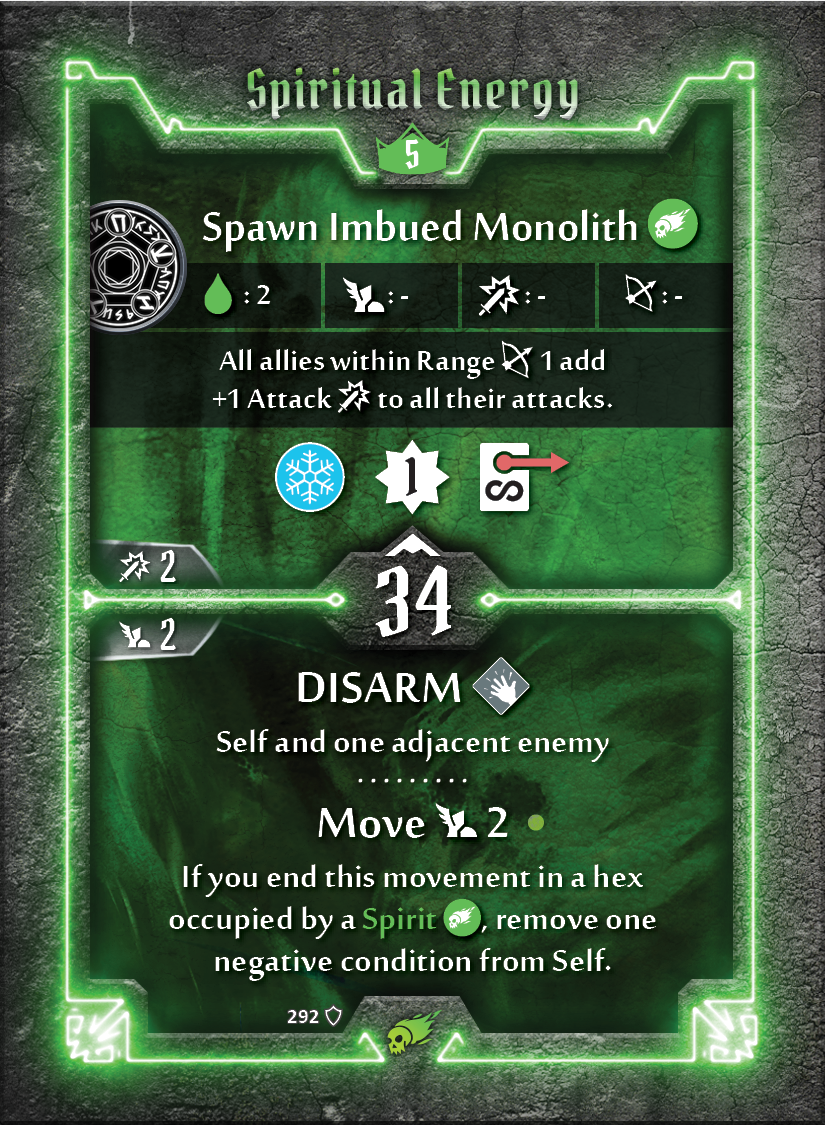 Spiritual Energy
5
Spawn Imbued Monolith
: 2 : - : - : -
All allies within Range 1 add
+1 Attack to all their attacks.
1
2
34
2
DISARM
Self and one adjacent enemy
.........
Move 2
If you end this movement in a hex
occupied by a Spirit , remove one
negative condition from Self.
292